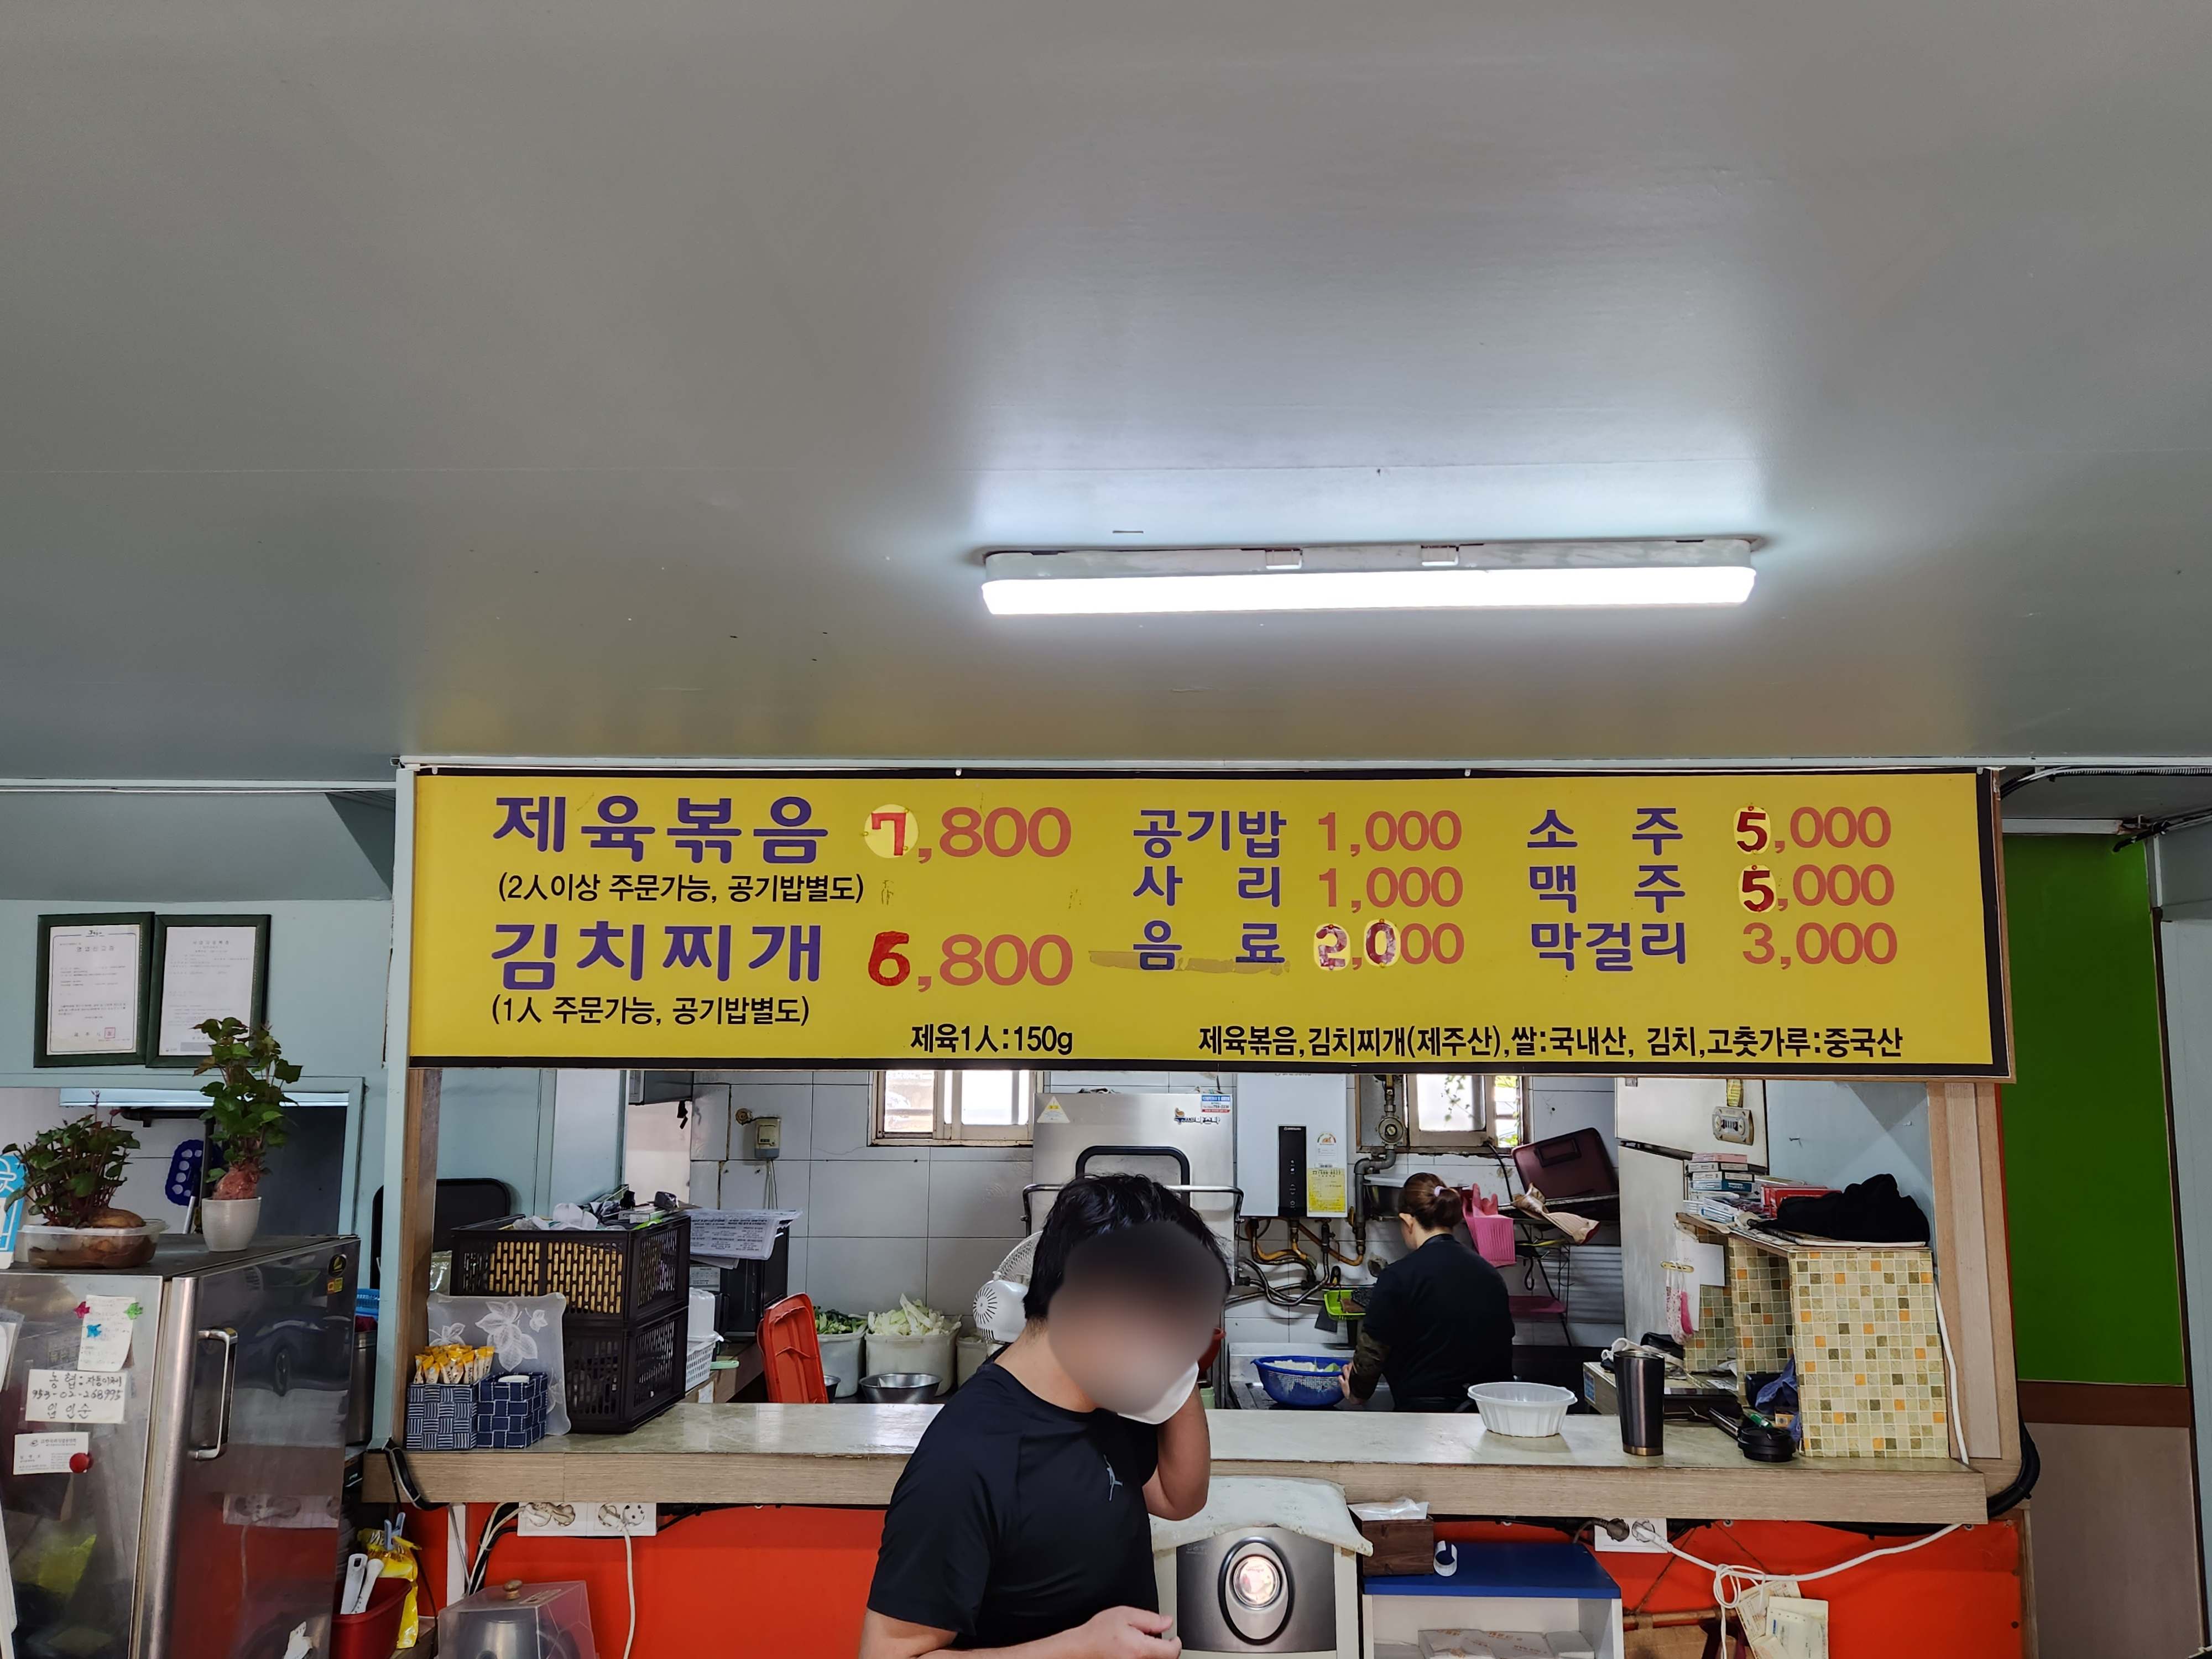 제육볶음 7,800
(2人이상 주문가능, 공기밥별도)
김치찌개 6,800
(1人 주문가능, 공기밥별도)
제육1人:150g
공기밥 1,000
사리 1,000
음료 2,000
소주 5,000
맥주 5,000
막걸리 3,000
제육볶음,김치찌개(제주산),쌀:국내산, 김치,고춧가루:중국산
농협: